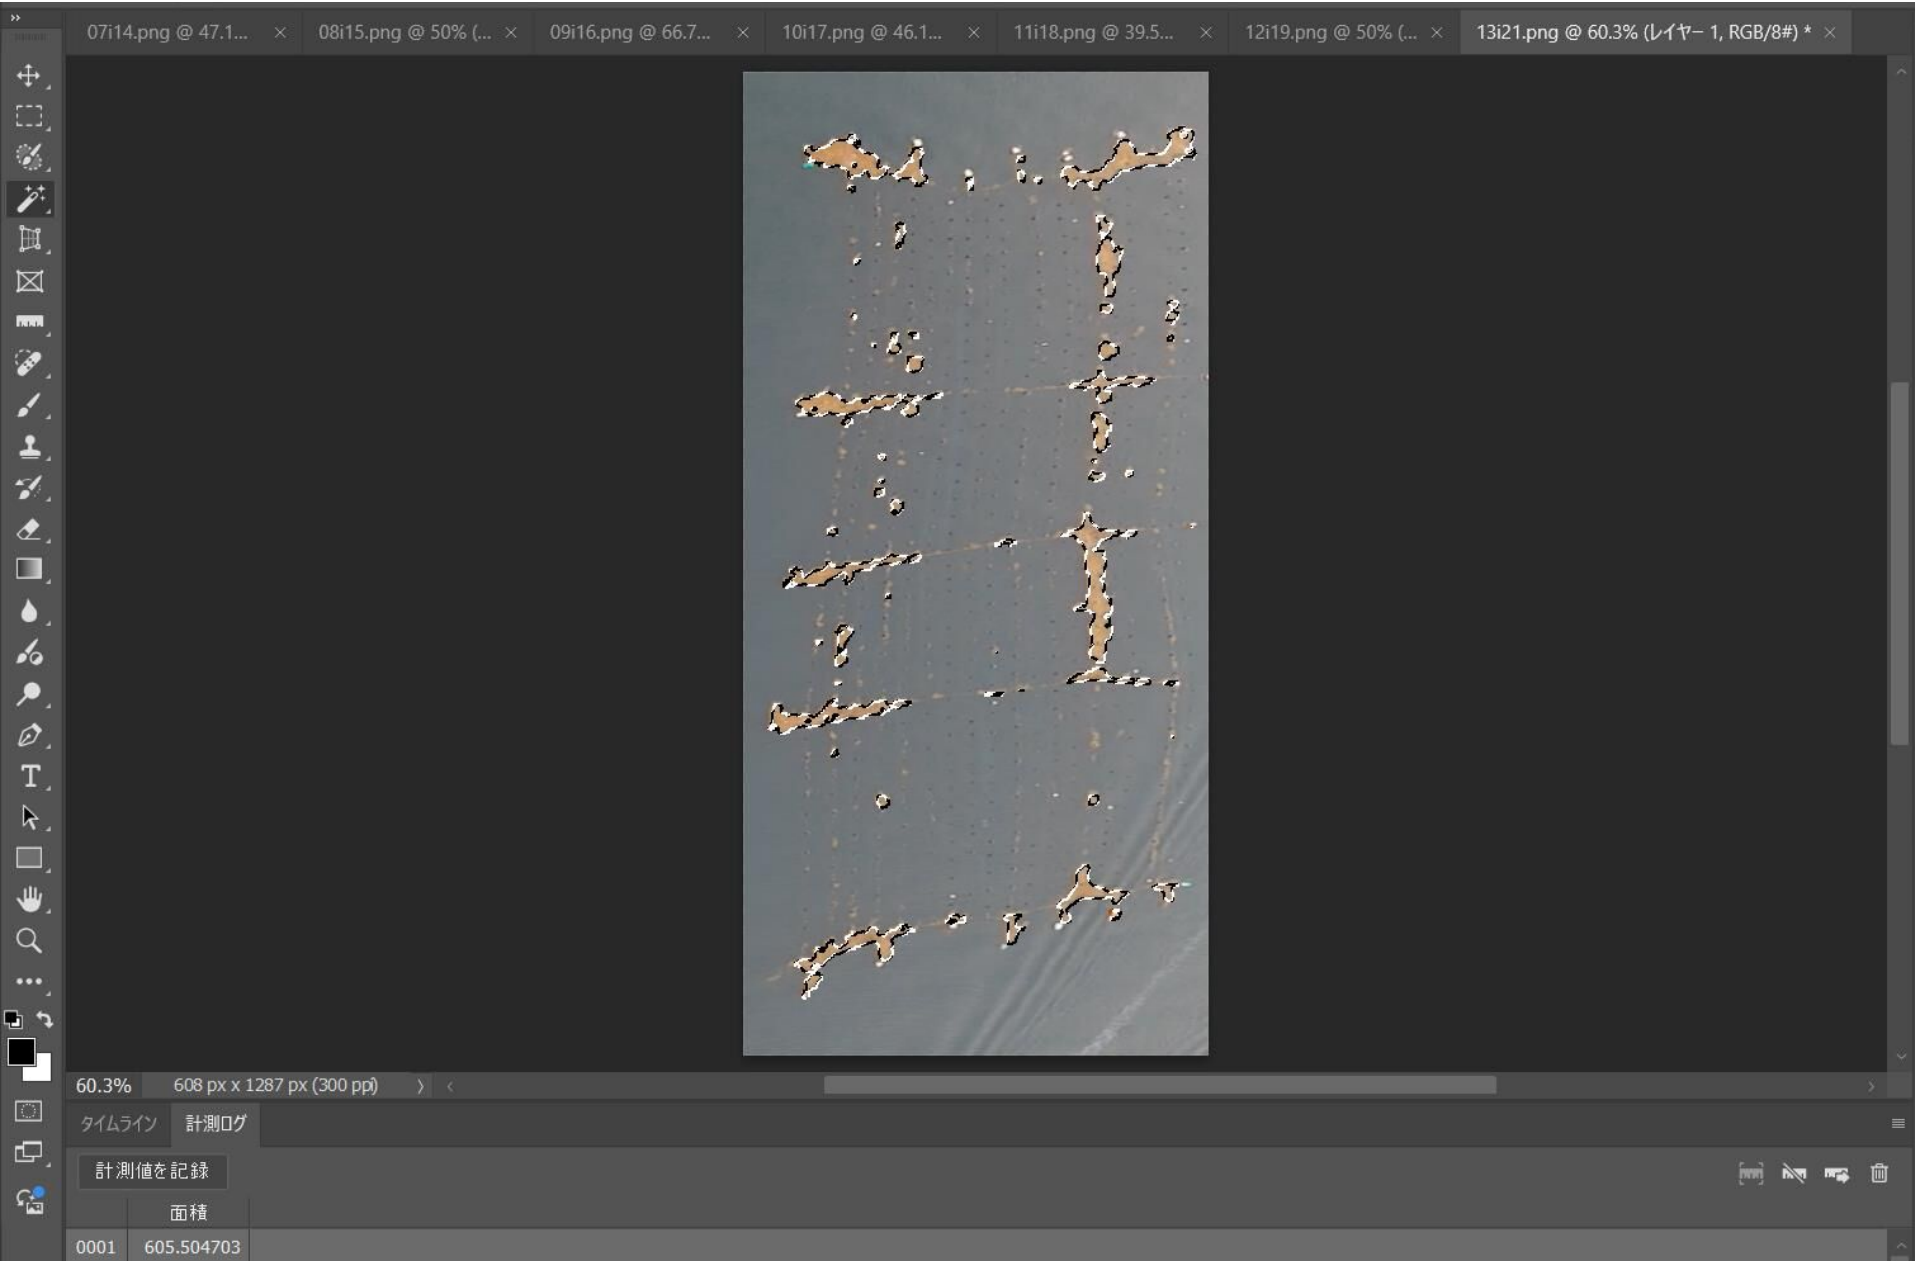 07i14.png @ 47.1... × 08i15.png @ 50% (... × 09i16.png @ 66.7... × 10i17.png @ 46.1... × 11i18.png @ 39.5... × 12i19.png @ 50% (... × 13i21.png @ 60.3% (レイヤー 1, RGB/8#) * ×
60.3% 608 px x 1287 px (300 ppi)
タイムライン 計測ログ
計測値を記録
面積
0001 605.504703